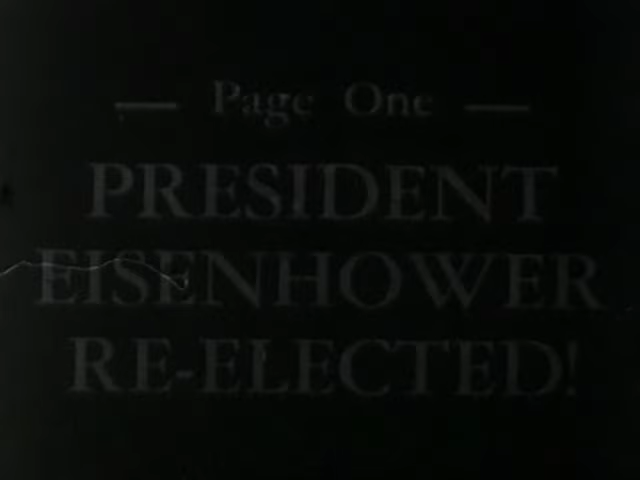 — Page One —
PRESIDENT
EISENHOWER
RE-ELECTED!